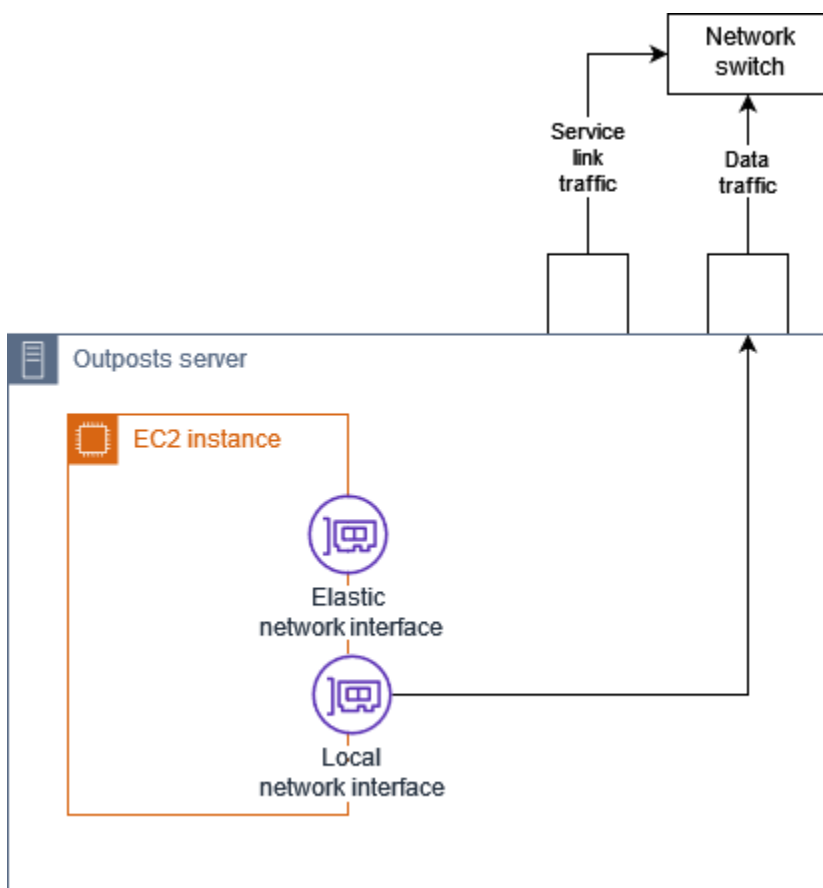 Network
switch
Service
link
traffic
Data
traffic
Outposts server
EC2 instance
Elastic
network interface
Local
network interface